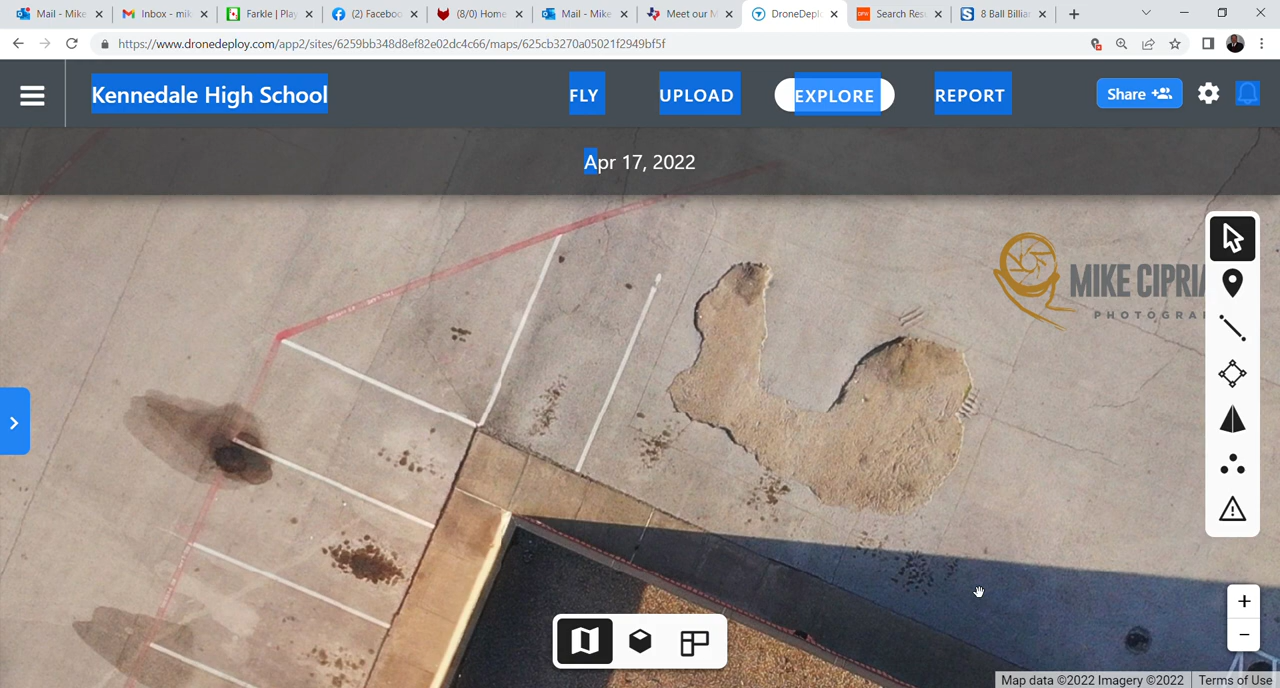 Mail - Mike
Inbox - mik
Farkle | Play
(2) Faceboo
(8/0) Home
Mail - Mike
Meet our M
DroneDeplo
Search Resu
8 Ball Billia
https://www.dronedeploy.com/app2/sites/6259bb348d8ef82e02dc4c66/maps/625cb3270a05021f2949bf5f
Kennedale High School
FLY
UPLOAD
EXPLORE
REPORT
Share
Apr 17, 2022
MIKE CIPRIA
PHOTOGRA
Map data ©2022 Imagery ©2022
Terms of Use